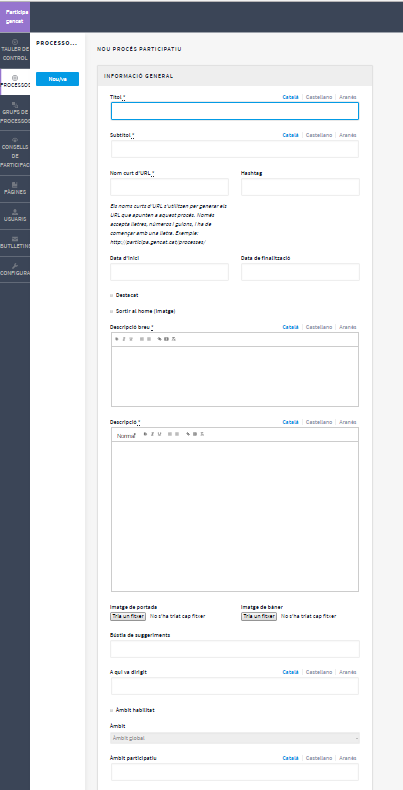 Participa
gencat
TAULER DE
CONTROL
PROCESSOS
GRUPS DE
PROCESSOS
CONSELLS
DE
PARTICIPAC
PÀGINES
USUARIS
BUTLLETINS
CONFIGURA
PROCESSO...
Nou/va
NOU PROCÉS PARTICIPATIU
INFORMACIÓ GENERAL
Títol * Català Castellano Aranés
Subtítol * Català Castellano Aranés
Nom curt d'URL * Hashtag
Els noms curts d'URL s'utilitzen per generar els
URL que apunten a aquest procés. Només
accepta lletres, números i guions, i ha de
començar amb una lletra. Exemple:
http://participa.gencat.cat/processes/
Data d'inici Data de finalització
Destacat
Sortir al home (imatge)
Descripció breu * Català Castellano Aranés
Descripció * Català Castellano Aranés
Normal
Imatge de portada Imatge de bàner
Tria un fitxer No s'ha triat cap fitxer Tria un fitxer No s'ha triat cap fitxer
Bústia de suggeriments
A qui va dirigit Català Castellano Aranés
Àmbit habilitat
Àmbit
Àmbit global
Àmbit participatiu Català Castellano Aranés